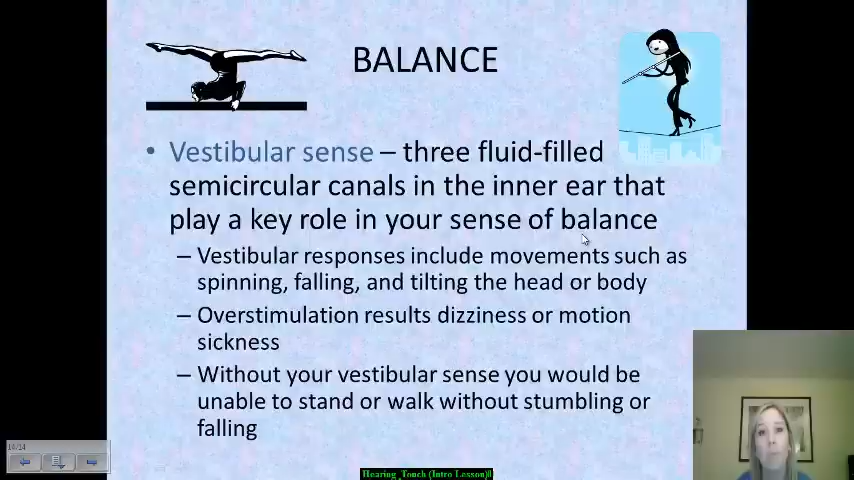 BALANCE
• Vestibular sense – three fluid-filled
semicircular canals in the inner ear that
play a key role in your sense of balance
– Vestibular responses include movements such as
spinning, falling, and tilting the head or body
– Overstimulation results dizziness or motion
sickness
– Without your vestibular sense you would be
unable to stand or walk without stumbling or
falling
14/14
Hearing_Touch (Intro Lesson)